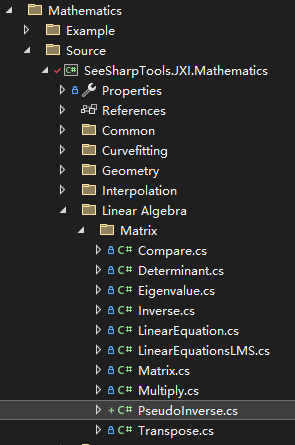 Mathematics
Example
Source
C# SeeSharpTools.JXI.Mathematics
Properties
References
Common
Curvefitting
Geometry
Interpolation
Linear Algebra
Matrix
C# Compare.cs
C# Determinant.cs
C# Eigenvalue.cs
C# Inverse.cs
C# LinearEquation.cs
C# LinearEquationsLMS.cs
C# Matrix.cs
C# Multiply.cs
+ C# PseudoInverse.cs
C# Transpose.cs